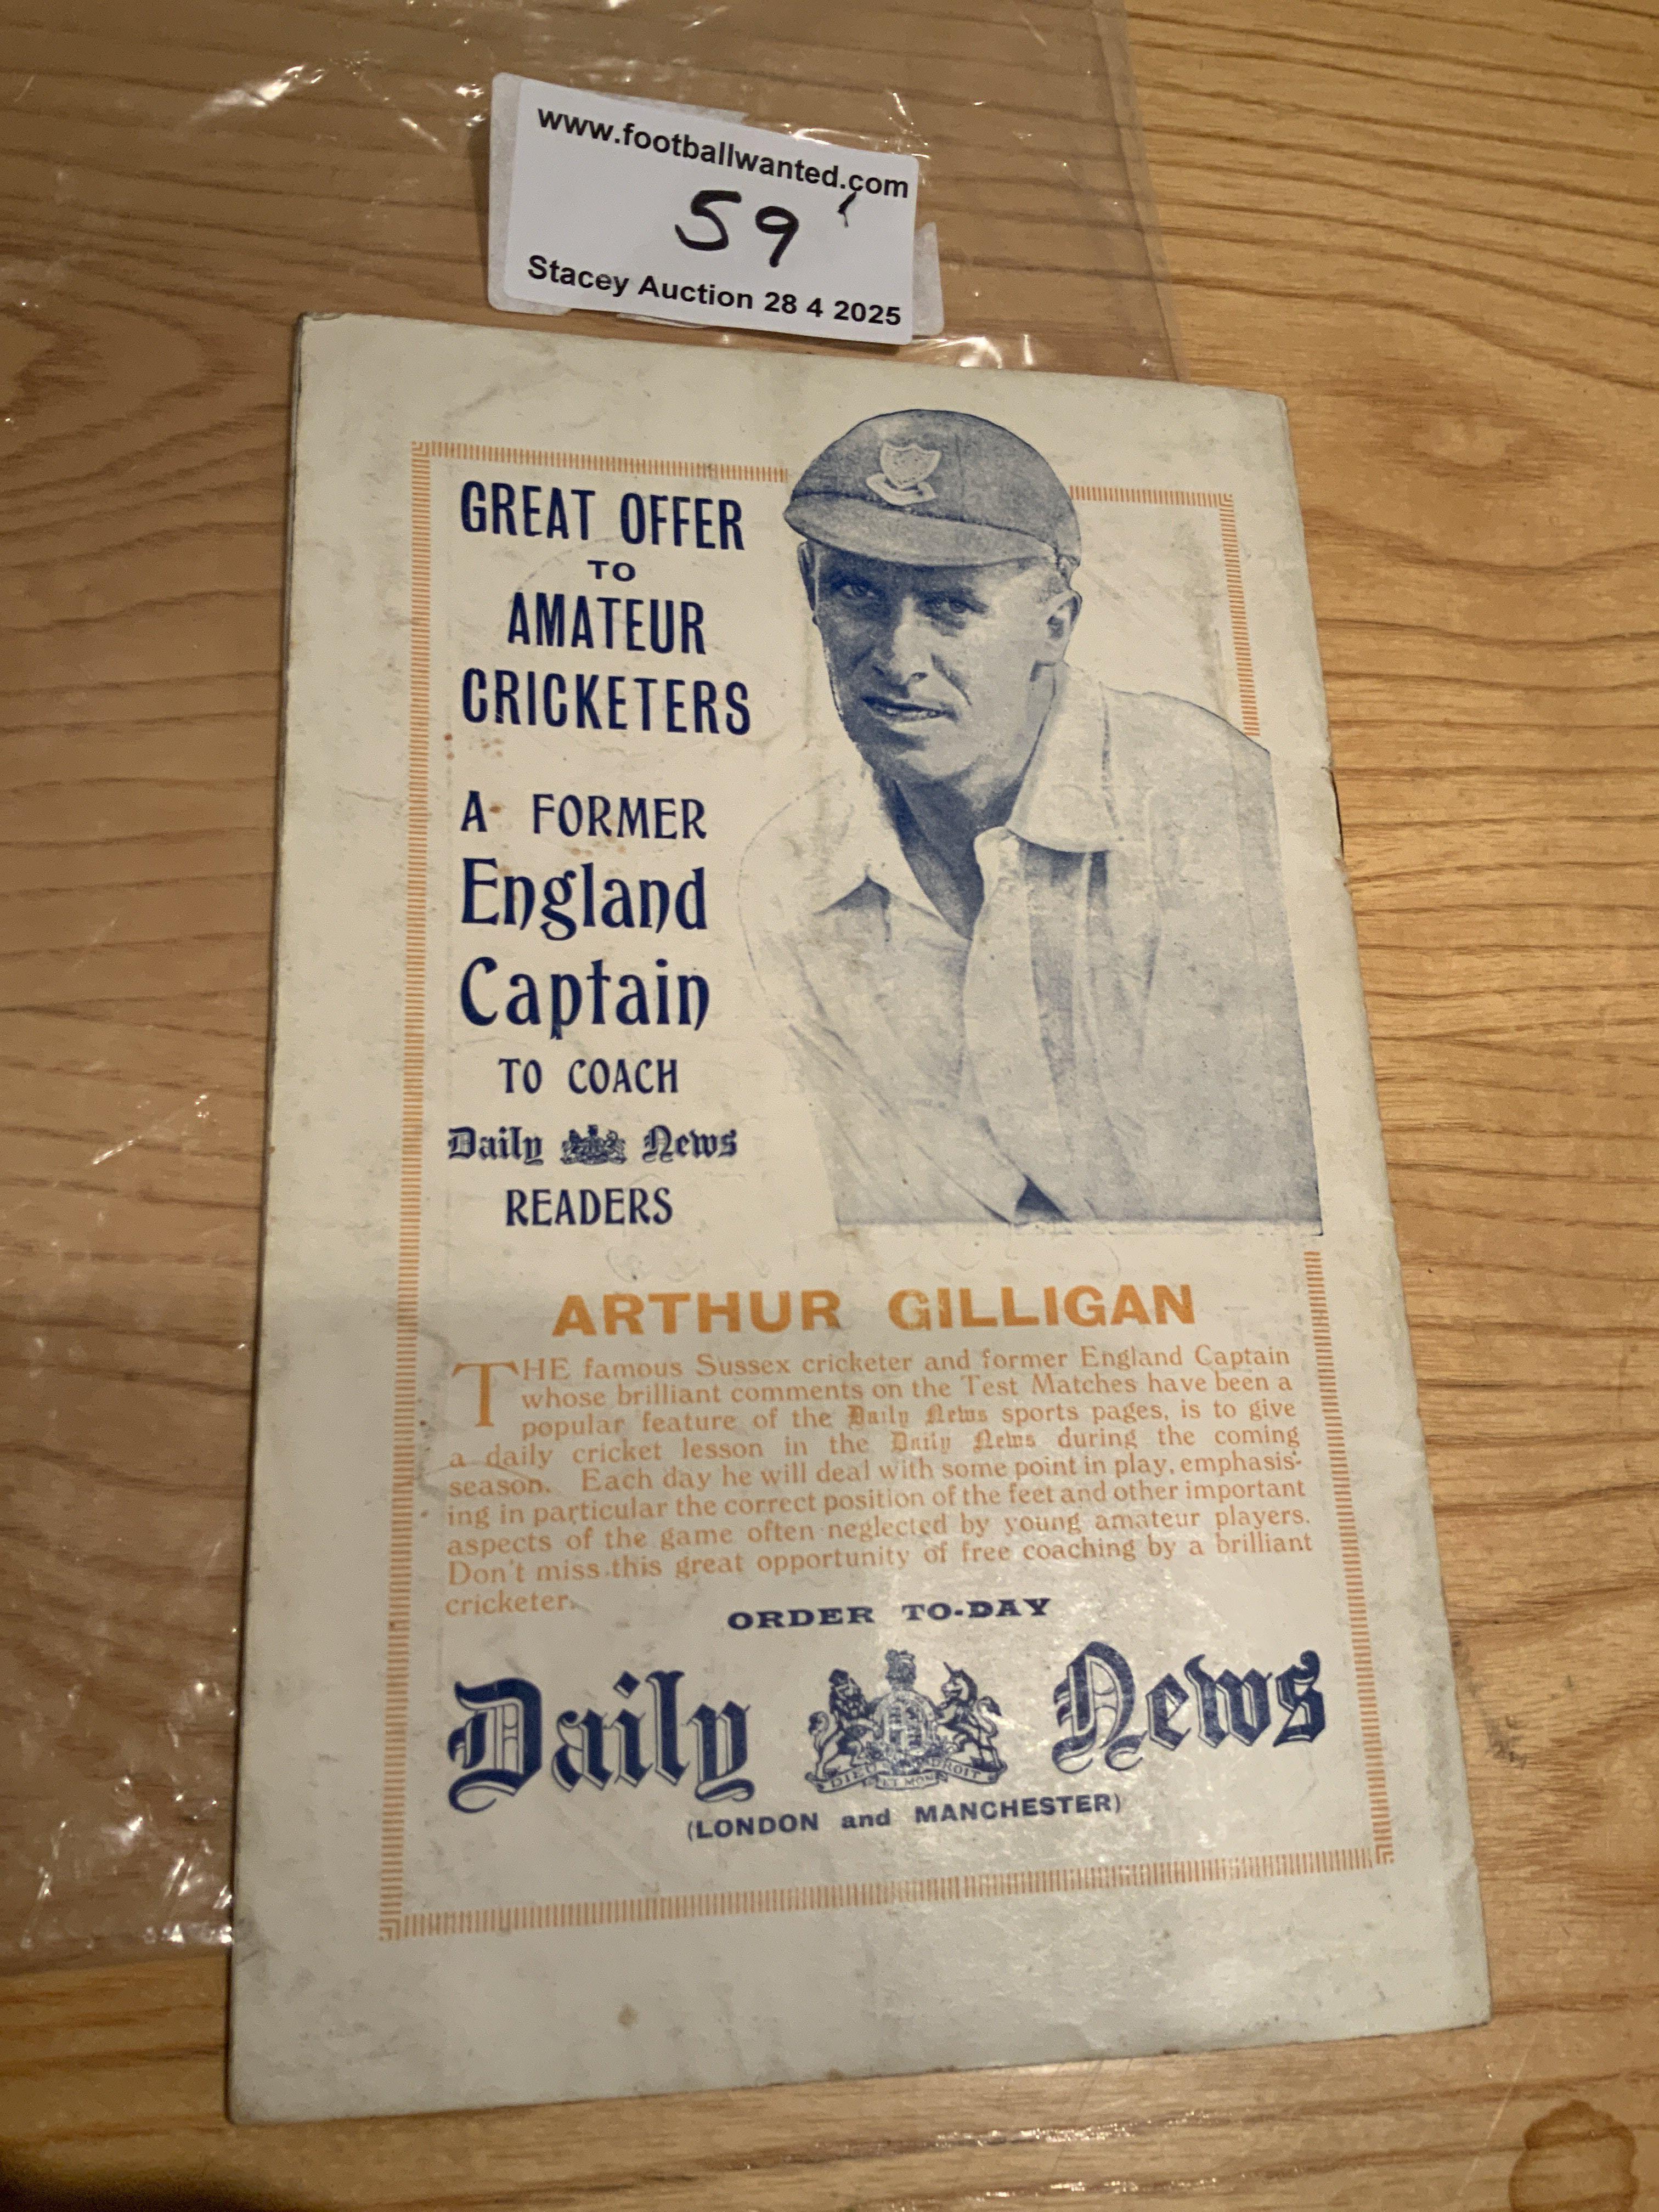 www.footballwanted.com
59
Stacey Auction 28 4 2025
GREAT OFFER
TO
AMATEUR
CRICKETERS
A FORMER
England
Captain
TO COACH
Daily News
READERS
ARTHUR GILLIGAN
THE famous Sussex cricketer and former England Captain
whose brilliant comments on the Test Matches have been a
popular feature of the Daily News sports pages, is to give
a daily cricket lesson in the Daily News during the coming
season. Each day he will deal with some point in play, emphasis-
ing in particular the correct position of the feet and other important
aspects of the game often neglected by young amateur players.
Don't miss this great opportunity of free coaching by a brilliant
cricketer.
ORDER TO-DAY
Daily News
DIEU ET MON DROIT
(LONDON and MANCHESTER)